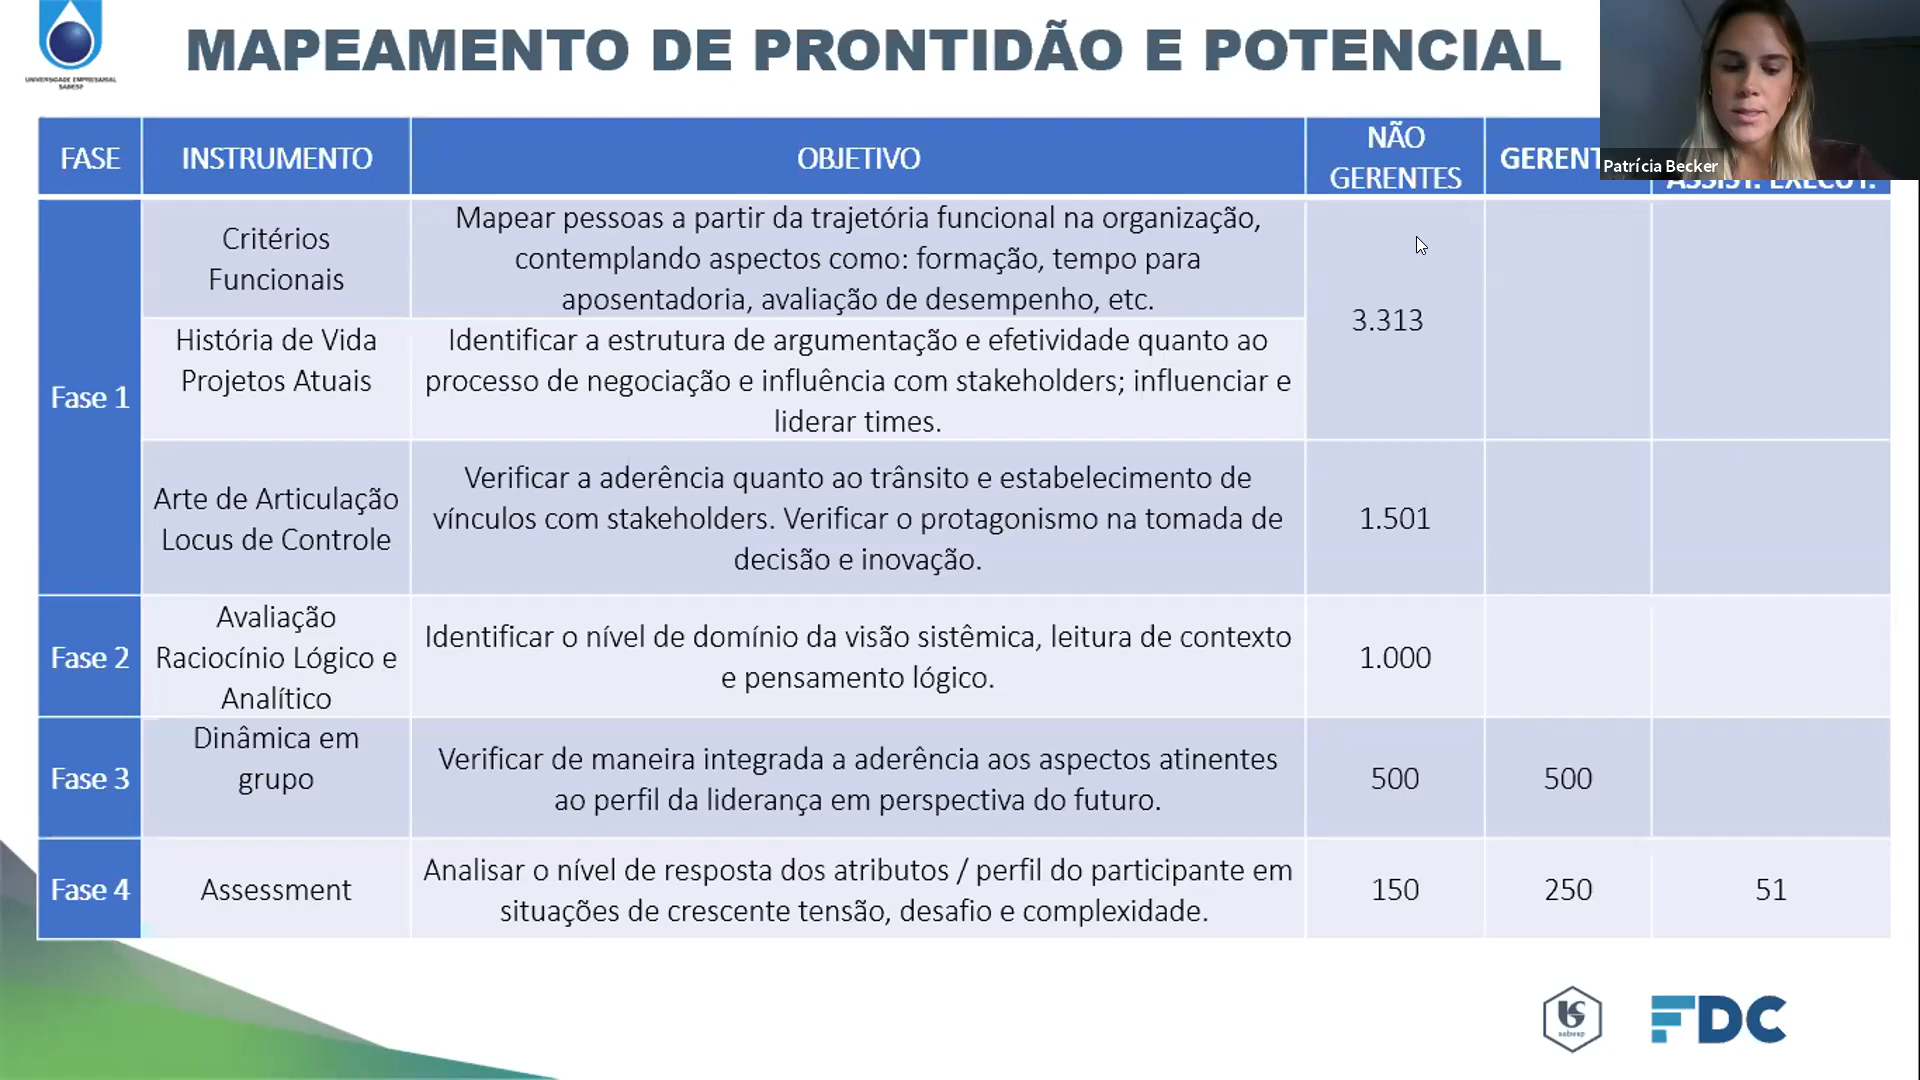 UNIVERSIDADE EMPRESARIAL
SABESP
MAPEAMENTO DE PRONTIDÃO E POTENCIAL
Patrícia Becker
FASE
INSTRUMENTO
OBJETIVO
NÃO
GERENTES
GERENT
ASSIST. EXECUT.
Fase 1
Critérios
Funcionais
Mapear pessoas a partir da trajetória funcional na organização,
contemplando aspectos como: formação, tempo para
aposentadoria, avaliação de desempenho, etc.
3.313
História de Vida
Projetos Atuais
Identificar a estrutura de argumentação e efetividade quanto ao
processo de negociação e influência com stakeholders; influenciar e
liderar times.
Arte de Articulação
Locus de Controle
Verificar a aderência quanto ao trânsito e estabelecimento de
vínculos com stakeholders. Verificar o protagonismo na tomada de
decisão e inovação.
1.501
Fase 2
Avaliação
Raciocínio Lógico e
Analítico
Identificar o nível de domínio da visão sistêmica, leitura de contexto
e pensamento lógico.
1.000
Fase 3
Dinâmica em
grupo
Verificar de maneira integrada a aderência aos aspectos atinentes
ao perfil da liderança em perspectiva do futuro.
500
500
Fase 4
Assessment
Analisar o nível de resposta dos atributos / perfil do participante em
situações de crescente tensão, desafio e complexidade.
150
250
51
sabesp
FDC